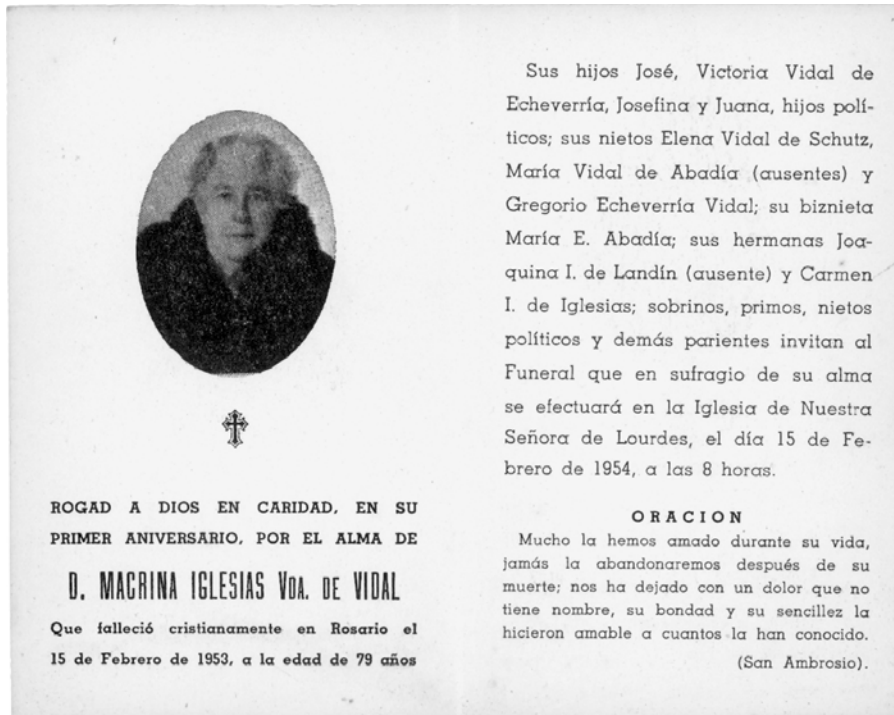 ROGAD A DIOS EN CARIDAD, EN SU
PRIMER ANIVERSARIO, POR EL ALMA DE
D. MACRINA IGLESIAS VDA. DE VIDAL
Que falleció cristianamente en Rosario el
15 de Febrero de 1953, a la edad de 79 años
Sus hijos José, Victoria Vidal de
Echeverría, Josefina y Juana, hijos polí-
ticos; sus nietos Elena Vidal de Schutz,
María Vidal de Abadía (ausentes) y
Gregorio Echeverría Vidal; su biznieta
María E. Abadía; sus hermanas Joa-
quina I. de Landín (ausente) y Carmen
I. de Iglesias; sobrinos, primos, nietos
políticos y demás parientes invitan al
Funeral que en sufragio de su alma
se efectuará en la Iglesia de Nuestra
Señora de Lourdes, el día 15 de Fe-
brero de 1954, a las 8 horas.
ORACION
Mucho la hemos amado durante su vida,
jamás la abandonaremos después de su
muerte; nos ha dejado con un dolor que no
tiene nombre, su bondad y su sencillez la
hicieron amable a cuantos la han conocido.
(San Ambrosio).